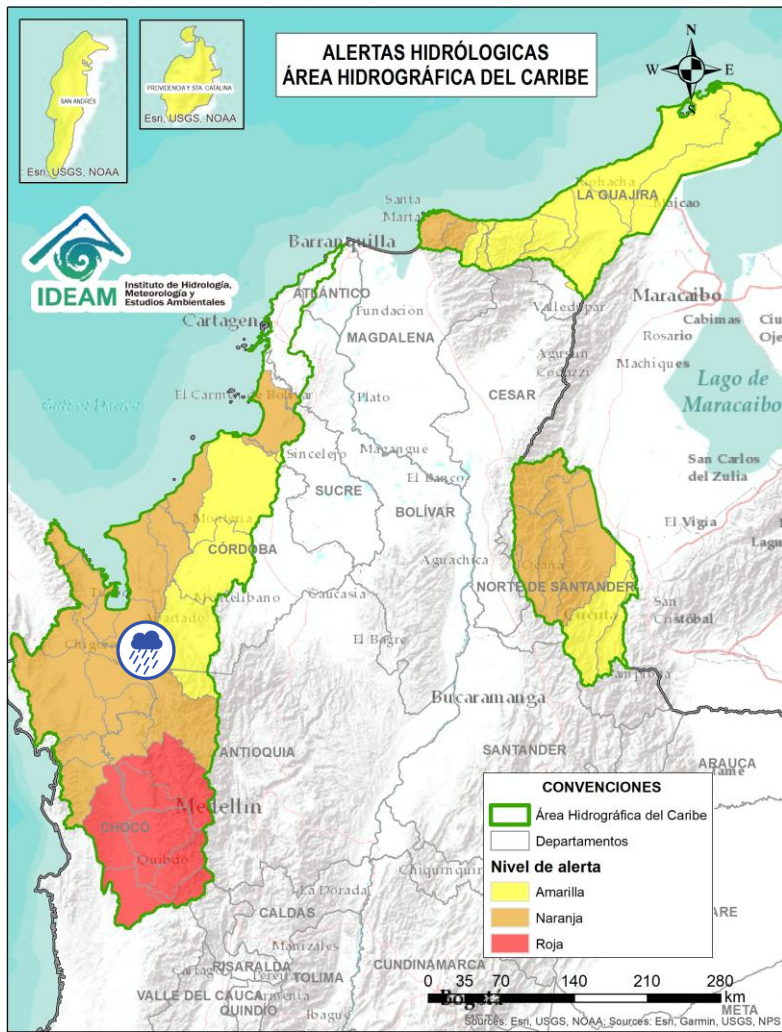 SAN ANDRÉS
Esri, USGS, NOAA
PROVIDENCIA Y STA. CATALINA
Esri, USGS, NOAA
ALERTAS HIDRÓLOGICAS
ÁREA HIDROGRÁFICA DEL CARIBE
N
W
E
S
IDEAM
Instituto de Hidrología,
Meteorología y
Estudios Ambientales
LA GUAJIRA
Maicao
Santa
Marta
Barranquilla
ATLÁNTICO
Fundación
Valledupar
Maracaibo
Cabimas
Cartagena
MAGDALENA
Rosario
Machiques
Agustín
Codazzi
CESAR
Lago de
Maracaibo
El Carmen de Bolívar
Plato
Sincelejo
Magangue
El Banco
San Carlos
del Zulia
SUCRE
BOLÍVAR
El Vigía
Montería
CÓRDOBA
Aguachica
Ocaña
NORTE DE SANTANDER
Montelíbano
Caucasia
Cúcuta
San
Cristóbal
El Bagre
Bucaramanga
ANTIOQUIA
SANTANDER
ARAUCA
Medellín
CHOCÓ
Quibdó
La Dorada
CALDAS
Manizales
RISARALDA
TOLIMA
CUNDINAMARCA
VALLE DEL CAUCA
Armenia
QUINDÍO
Ibague
Bogotá
META
META
CONVENCIONES
Área Hidrográfica del Caribe
Departamentos
Nivel de alerta
Amarilla
Naranja
Roja
0 35 70 140 210 280
km
Sources: Esri, USGS, NOAA; Sources: Esri, Garmin, USGS, NPS